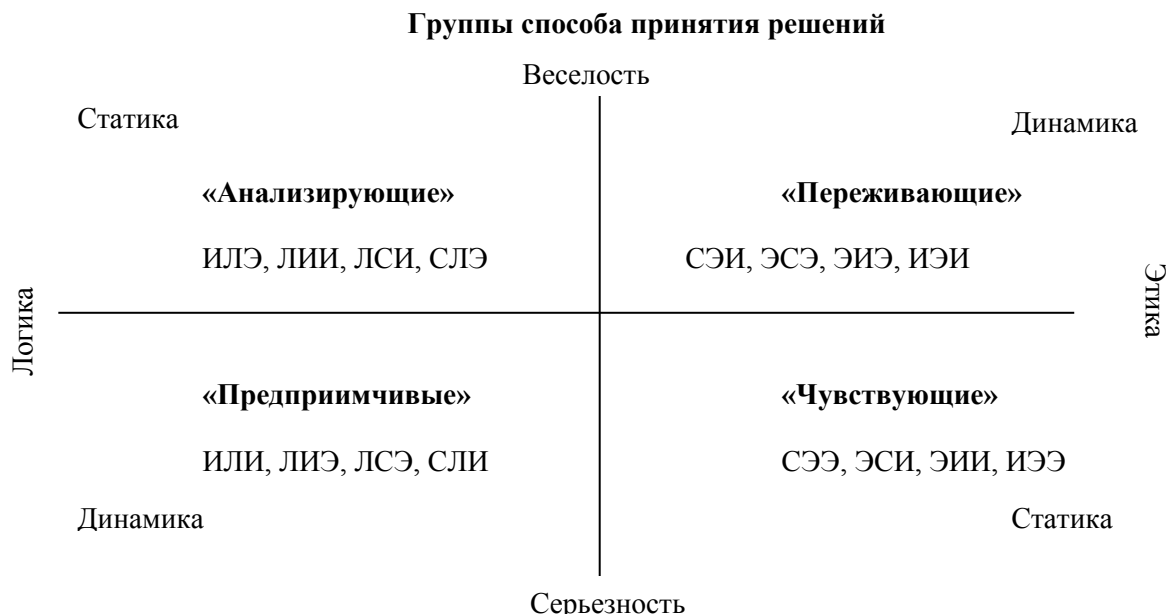 Группы способа принятия решений
Веселость
Статика
Динамика
«Анализирующие»
«Переживающие»
ИЛЭ, ЛИИ, ЛСИ, СЛЭ
СЭИ, ЭСЭ, ЭИЭ, ИЭИ
Логика
Этика
«Предприимчивые»
«Чувствующие»
ИЛИ, ЛИЭ, ЛСЭ, СЛИ
СЭЭ, ЭСИ, ЭИИ, ИЭЭ
Динамика
Статика
Серьезность